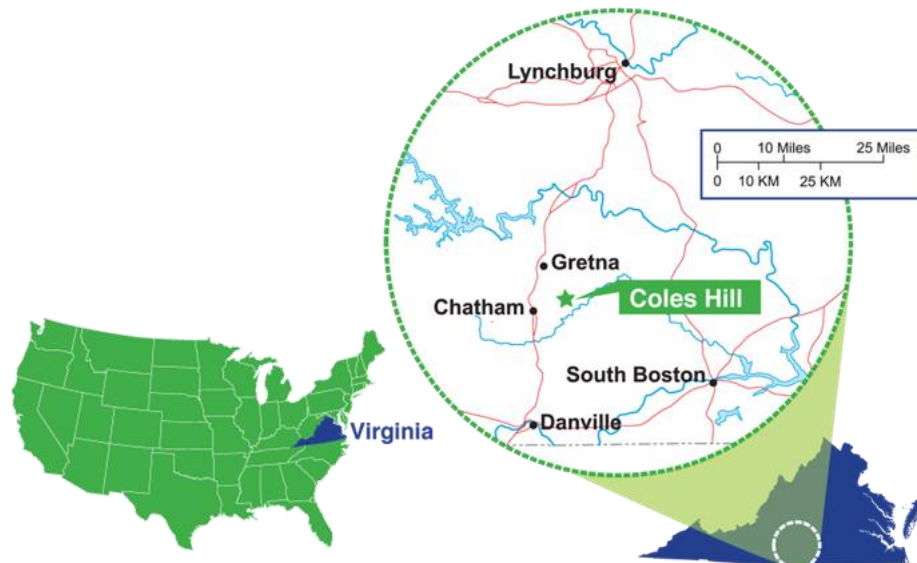 Lynchburg
0 10 Miles 25 Miles
0 10 KM 25 KM
Gretna
Coles Hill
Chatham
South Boston
Danville
Virginia